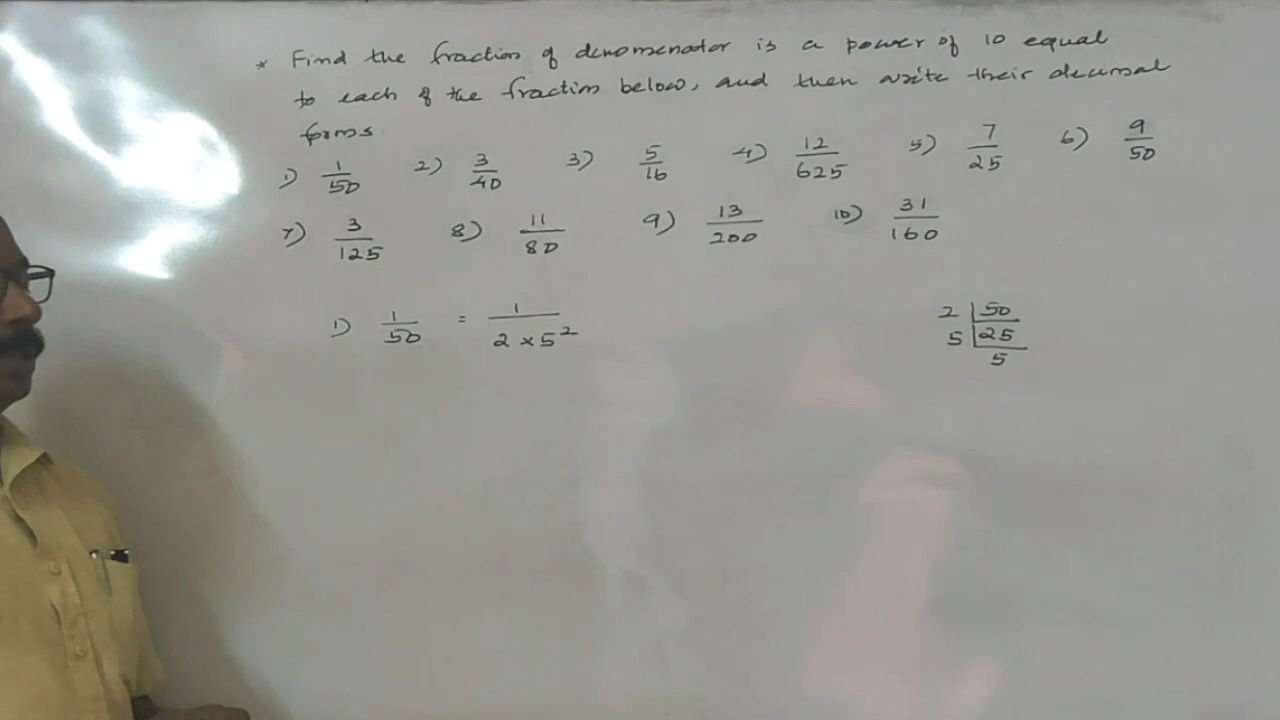 * Find the fraction of denomenator is a power of 10 equal
to each of the fraction below, and then write their decimal
forms.
1) 1/50 2) 3/40 3) 5/16 4) 12/625 5) 7/25 6) 9/50
7) 3/125 8) 11/80 9) 13/200 10) 31/160
1) 1/50 = 1/(2 × 5²)
2 | 50
5 | 25
5